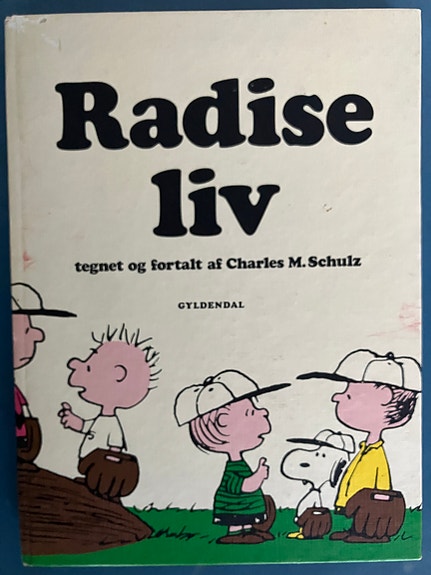 Radise
liv
tegnet og fortalt af Charles M. Schulz
GYLDENDAL